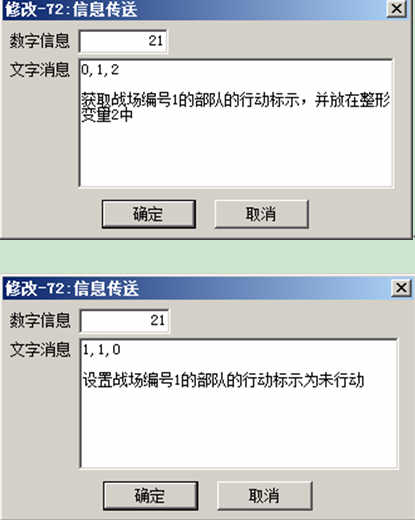 修改-72:信息传送
数字信息 21
文字消息 0,1,2
获取战场编号1的部队的行动标示，并放在整形
变量2中
确定 取消
修改-72:信息传送
数字信息 21
文字消息 1,1,0
设置战场编号1的部队的行动标示为未行动
确定 取消